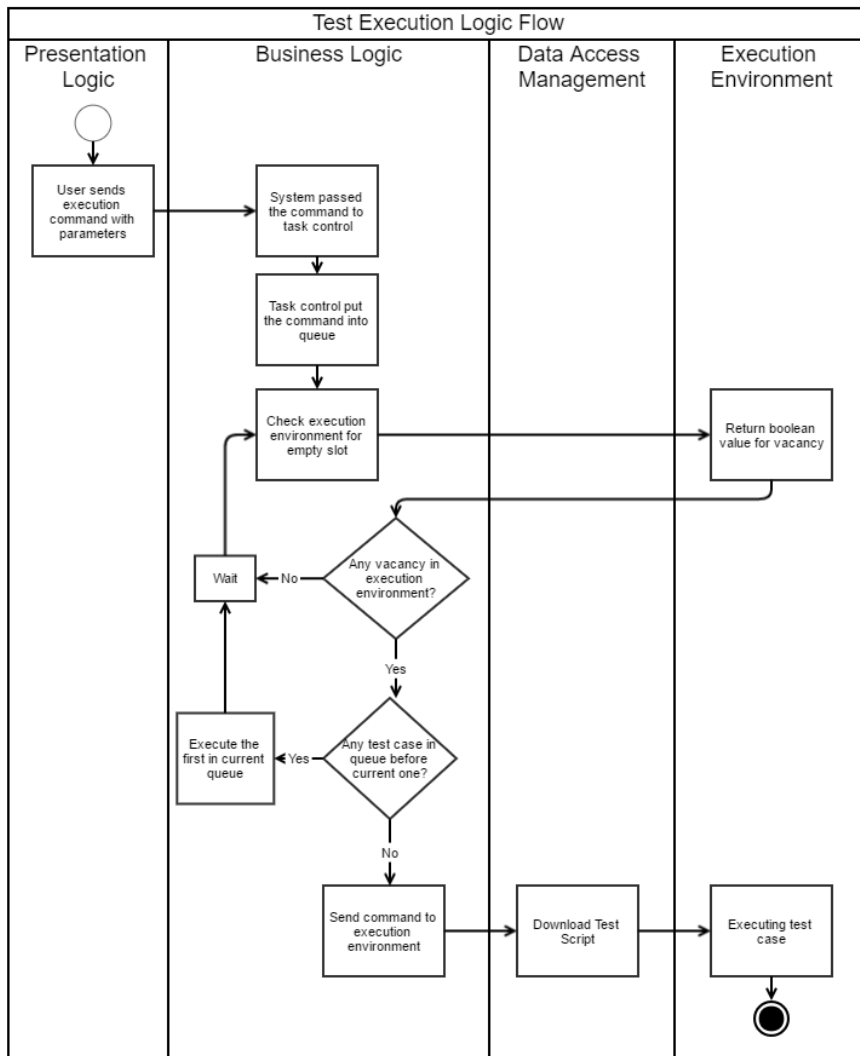 Test Execution Logic Flow
Presentation
Logic
Business Logic
Data Access
Management
Execution
Environment
User sends
execution
command with
parameters
System passed
the command to
task control
Task control put
the command into
queue
Check execution
environment for
empty slot
Return boolean
value for vacancy
Any vacancy in
execution
environment?
No
Wait
Yes
Any test case in
queue before
current one?
Yes
Execute the
first in current
queue
No
Send command to
execution
environment
Download Test
Script
Executing test
case